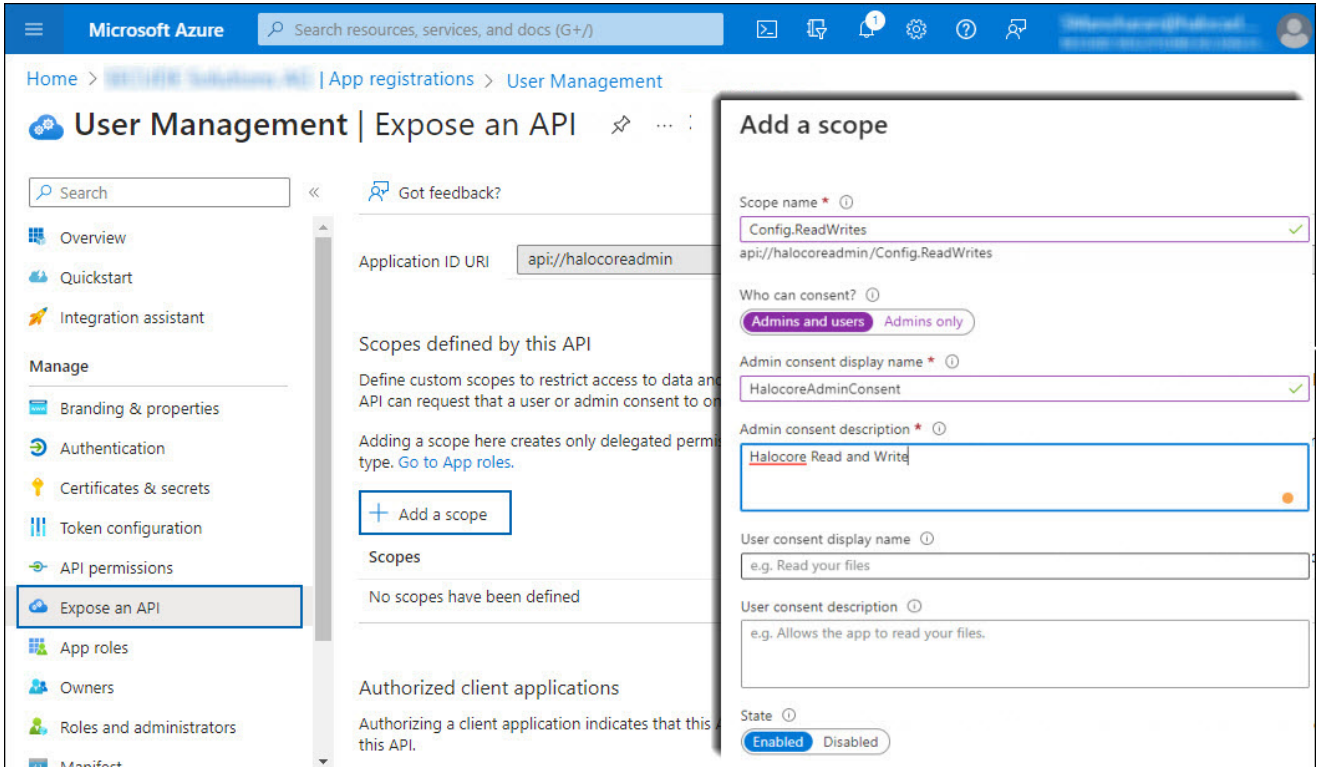 Microsoft Azure
Search resources, services, and docs (G+/)
1
Home > | App registrations > User Management
User Management | Expose an API
Search
Overview
Quickstart
Integration assistant
Manage
Branding & properties
Authentication
Certificates & secrets
Token configuration
API permissions
Expose an API
App roles
Owners
Roles and administrators
Manifest
Got feedback?
Application ID URI api://halocoreadmin
Scopes defined by this API
Define custom scopes to restrict access to data and
API can request that a user or admin consent to on
Adding a scope here creates only delegated permis
type. Go to App roles.
+ Add a scope
Scopes
No scopes have been defined
Authorized client applications
Authorizing a client application indicates that this A
this API.
Add a scope
Scope name *
Config.ReadWrites
api://halocoreadmin/Config.ReadWrites
Who can consent?
Admins and users Admins only
Admin consent display name *
HalocoreAdminConsent
Admin consent description *
Halocore Read and Write
User consent display name
e.g. Read your files
User consent description
e.g. Allows the app to read your files.
State
Enabled Disabled